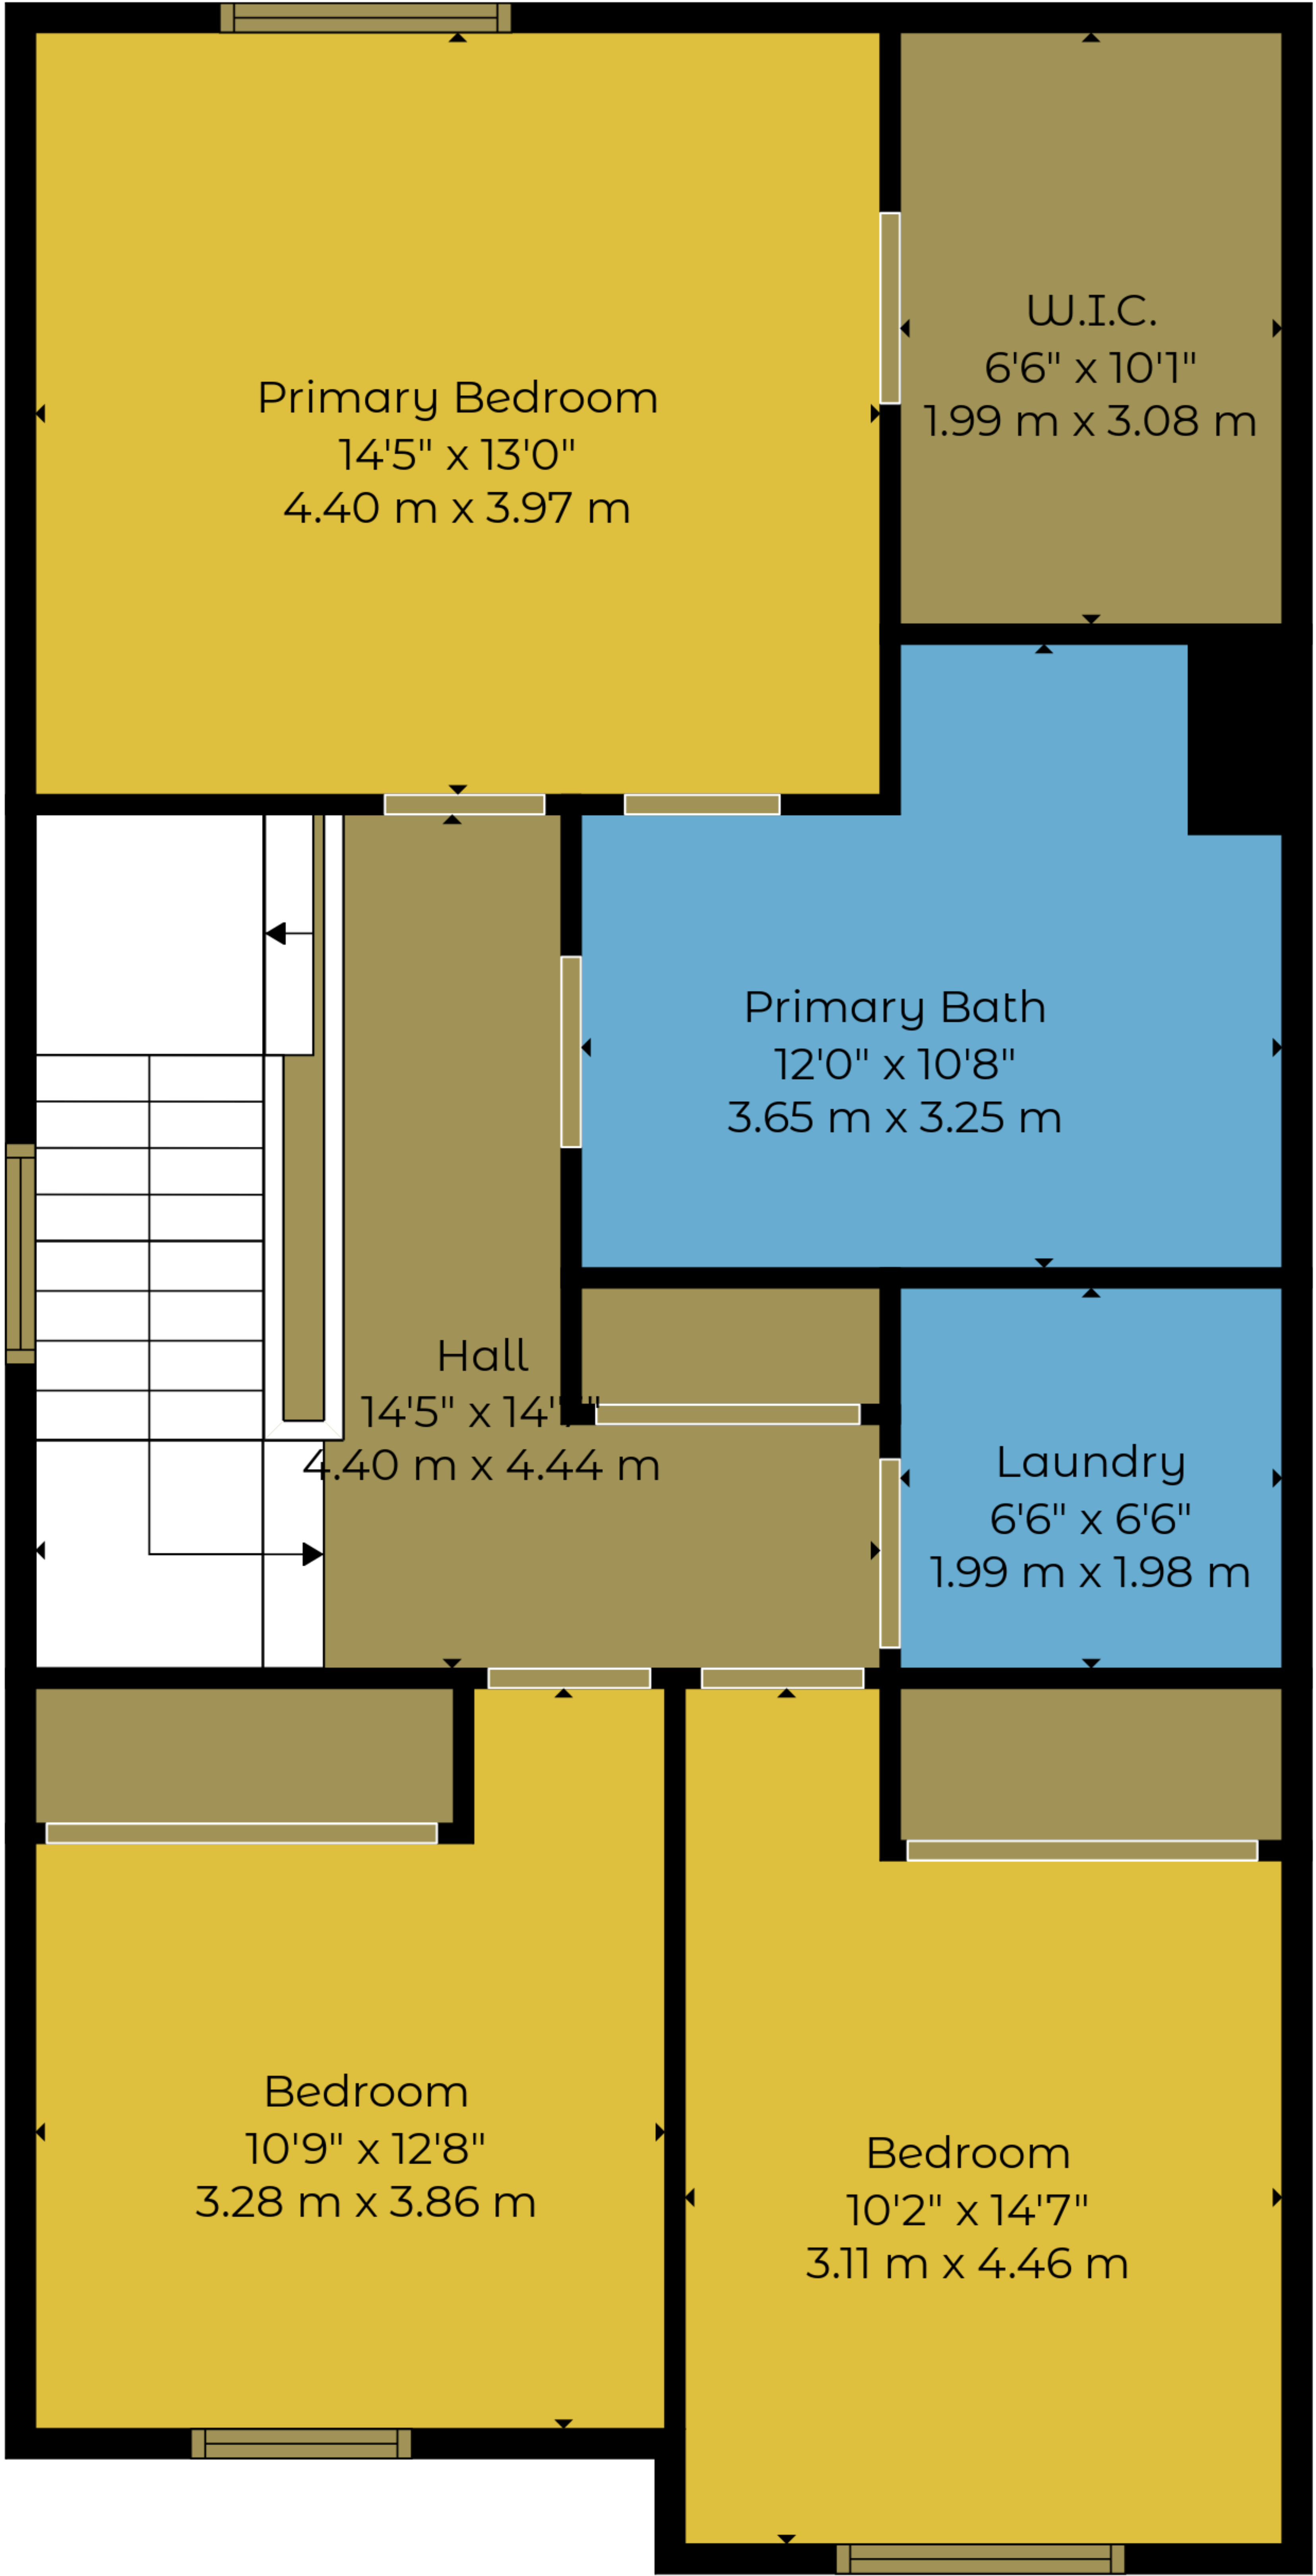 W.I.C.
6'6" x 10'1"
1.99 m x 3.08 m
Primary Bedroom
14'5" x 13'0"
4.40 m x 3.97 m
Primary Bath
12'0" x 10'8"
3.65 m x 3.25 m
Hall
14'5" x
4.40 m x 4.44 m
Laundry
6'6" x 6'6"
1.99 m x 1.98 m
Bedroom
10'9" x 12'8"
3.28 m x 3.86 m
Bedroom
10'2" x 14'7"
3.11 m x 4.46 m